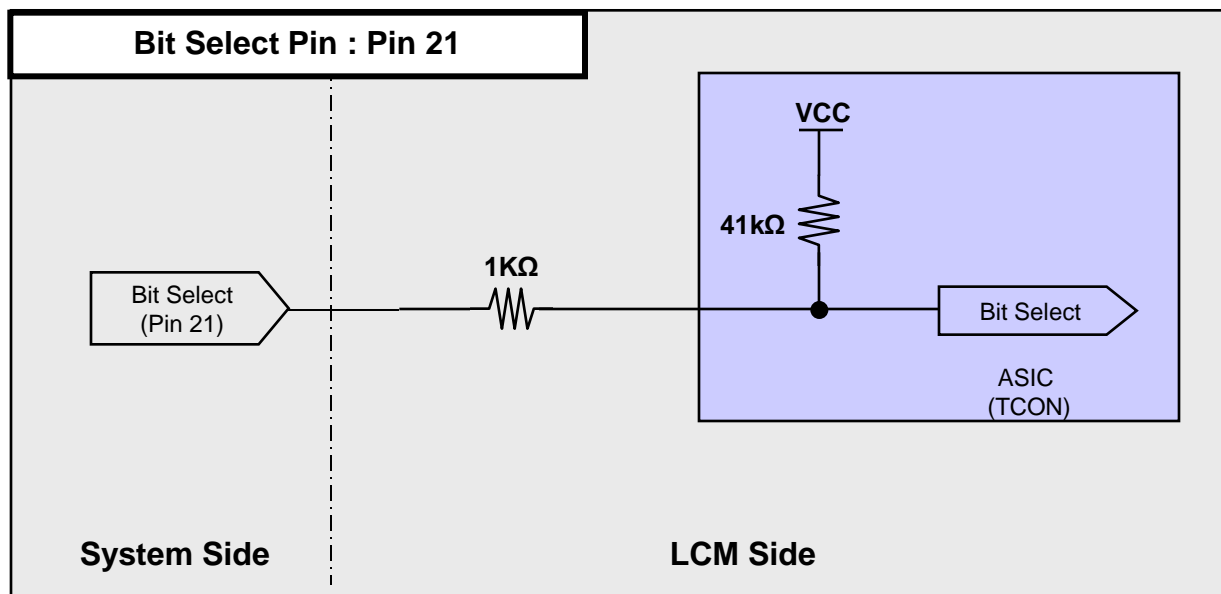 Bit Select Pin : Pin 21
VCC
41kΩ
1KΩ
Bit Select
(Pin 21)
Bit Select
ASIC
(TCON)
System Side
LCM Side